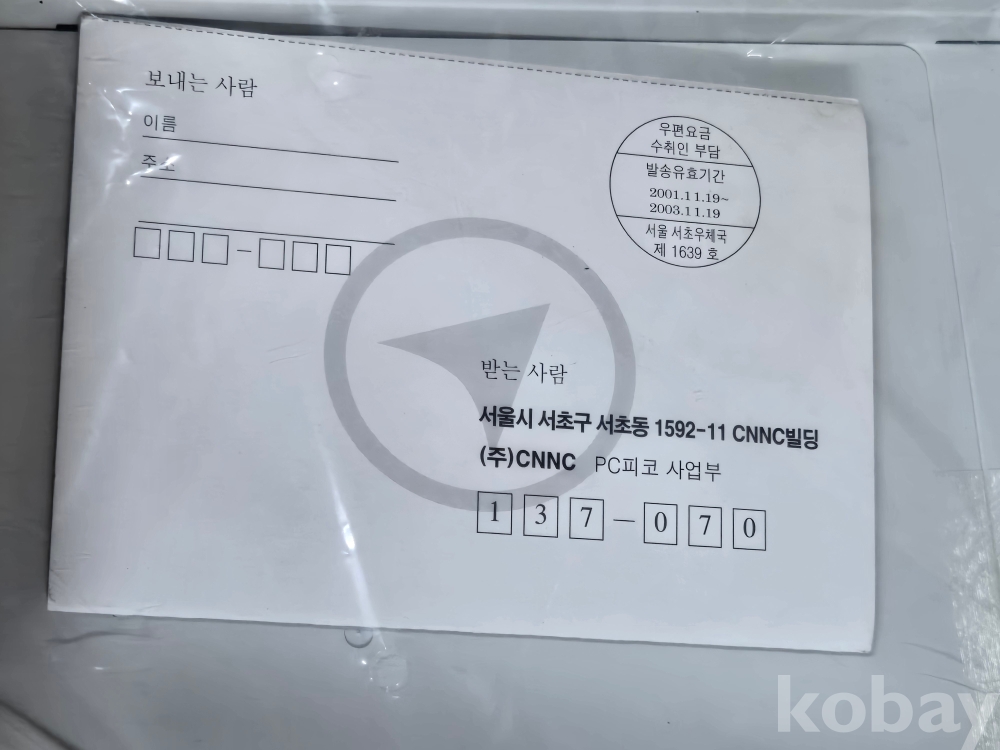 보내는 사람
이름
주소
우편요금
수취인 부담
발송유효기간
2001.11.19~
2003.11.19
서울 서초우체국
제 1639 호
받는 사람
서울시 서초구 서초동 1592-11 CNNC빌딩
(주)CNNC PC피코 사업부
137-070
kobay